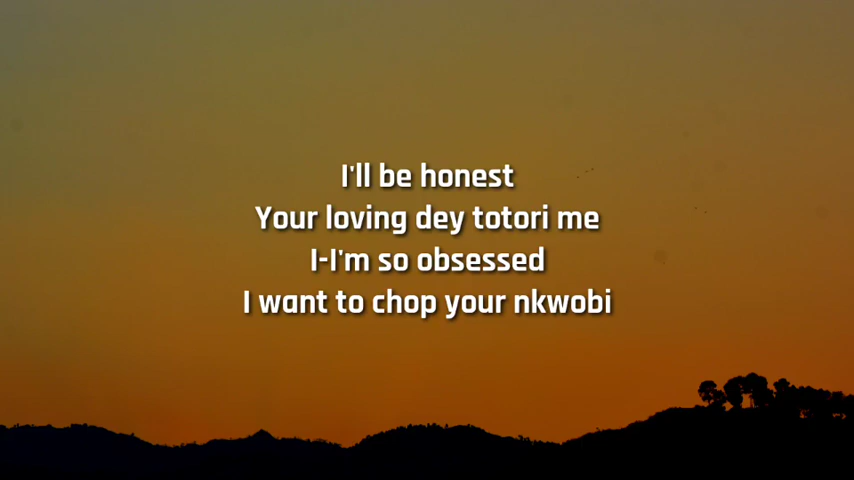 I'll be honest
Your loving dey totori me
I-I'm so obsessed
I want to chop your nkwobi